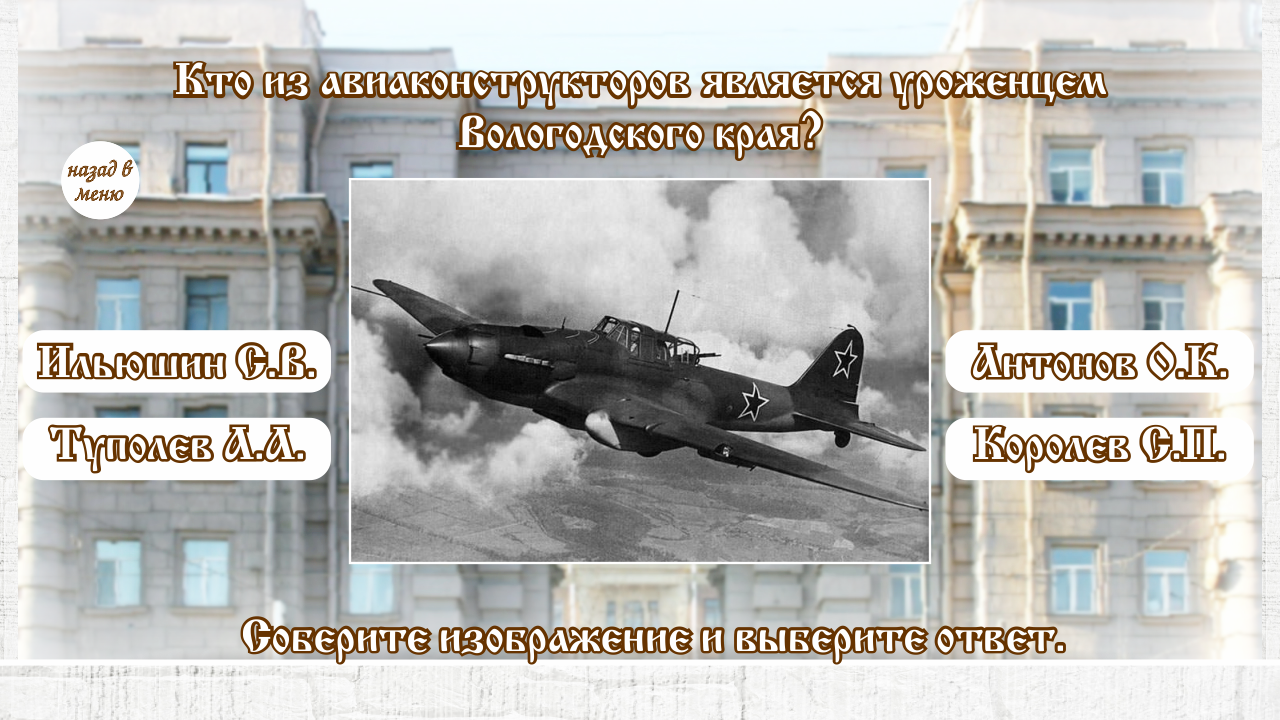 Кто из авиаконструкторов является уроженцем
Вологодского края?
назад в
меню
Ильюшин С.В.
Туполев А.А.
Антонов О.К.
Королев С.П.
Соберите изображение и выберите ответ.